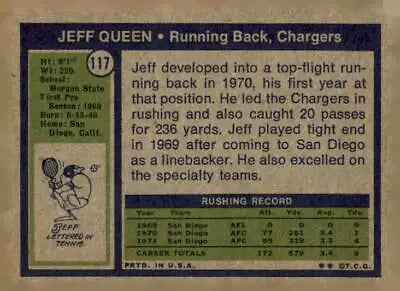 JEFF QUEEN • Running Back, Chargers
117
Ht: 6'1"
Wt: 220
School:
Morgan State
First Pro
Season: 1969
Born: 8-15-46
Home: San
Diego, Calif.
Jeff developed into a top-flight run-
ning back in 1970, his first year at
that position. He led the Chargers in
rushing and also caught 20 passes
for 236 yards. Jeff played tight end
in 1969 after coming to San Diego
as a linebacker. He also excelled on
the specialty teams.
JEFF
LETTERED IN
TENNIS.
RUSHING RECORD
Year Team Att. Yds. Avg. TD's
1969 San Diego AFL 0 0
1970 San Diego AFC 77 261 3.4 1
1971 San Diego AFC 95 318 3.3 4
CAREER TOTALS 172 579 3.4 5
PRTD. IN U.S.A. © T.C.G.